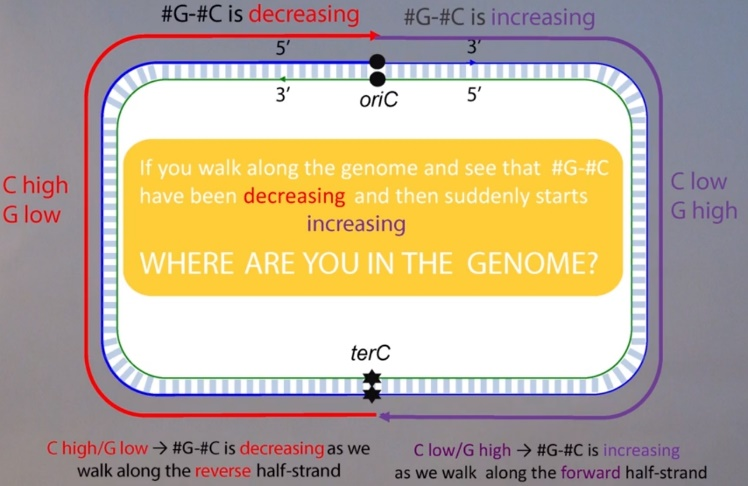 #G-#C is decreasing
#G-#C is increasing
5′
3′
3′
oriC
5′
C high
G low
If you walk along the genome and see that #G-#C
have been decreasing and then suddenly starts
increasing
WHERE ARE YOU IN THE GENOME?
C low
G high
terC
C high/G low → #G-#C is decreasing as we
walk along the reverse half-strand
C low/G high → #G-#C is increasing
as we walk along the forward half-strand